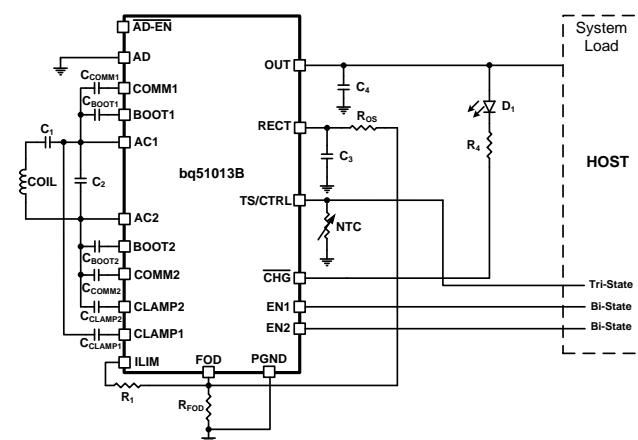 AD-EN
AD
COMM1
BOOT1
AC1
AC2
BOOT2
COMM2
CLAMP2
CLAMP1
ILIM
FOD
PGND
bq51013B
OUT
RECT
TS/CTRL
CHG
EN1
EN2
CCOMM1
CBOOT1
C1
COIL
C2
CBOOT2
CCOMM2
CCLAMP2
CCLAMP1
R1
RFOD
C4
ROS
C3
NTC
D1
R4
System
Load
HOST
Tri-State
Bi-State
Bi-State